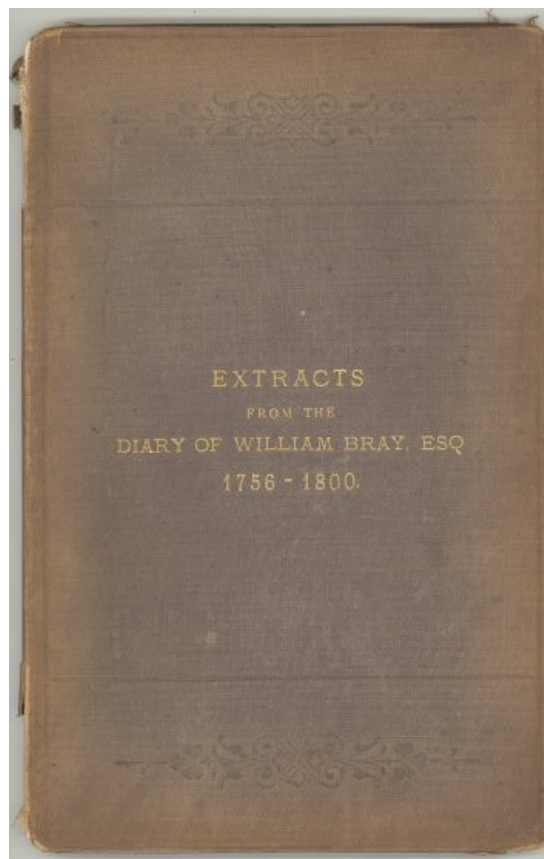 EXTRACTS
FROM THE
DIARY OF WILLIAM BRAY, ESQ
1756 - 1800.